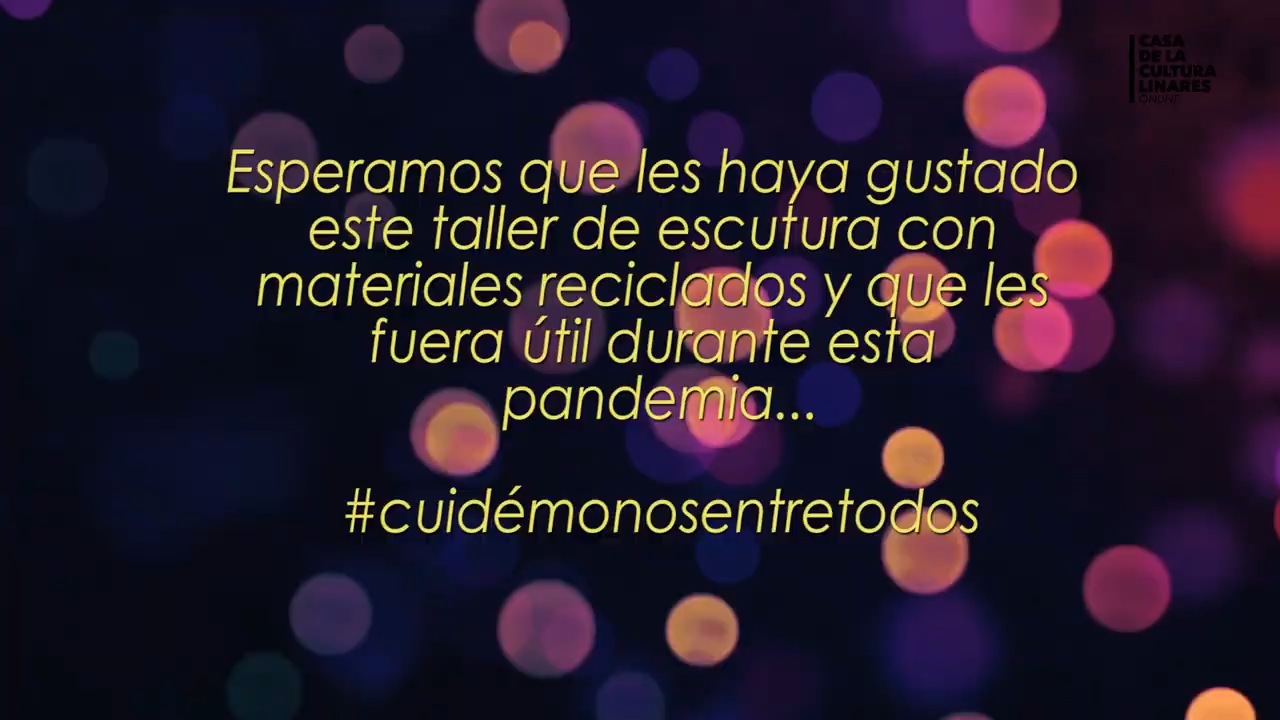 CASA
DE LA
CULTURA
LINARES
ONLINE
Esperamos que les haya gustado
este taller de escutura con
materiales reciclados y que les
fuera útil durante esta
pandemia...
#cuidémonosentretodos